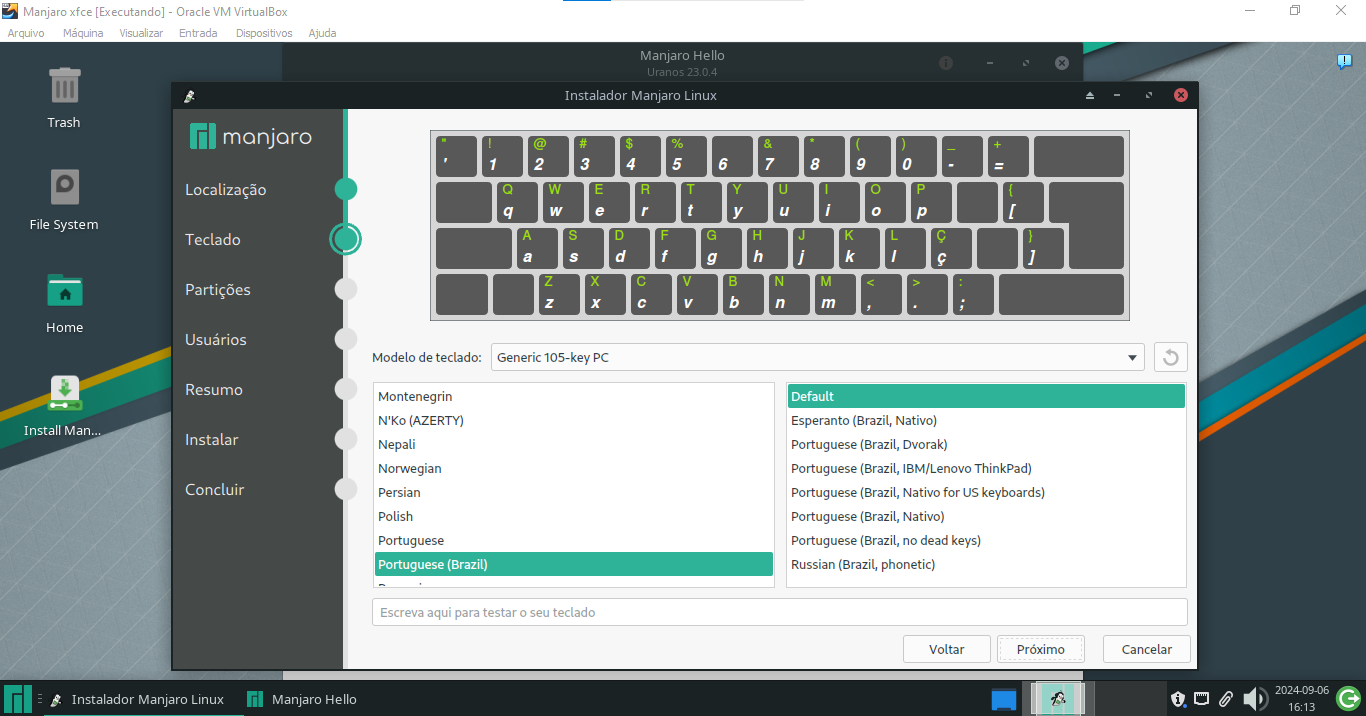 Manjaro xfce [Executando] - Oracle VM VirtualBox
Arquivo Máquina Visualizar Entrada Dispositivos Ajuda
Manjaro Hello
Uranos 23.0.4
Instalador Manjaro Linux
Trash
File System
Home
Install Man...
manjaro
Localização
Teclado
Partições
Usuários
Resumo
Instalar
Concluir
" ! @ # $ % & * ( ) _ +
' 1 2 3 4 5 6 7 8 9 0 - =
Q W E R T Y U I O P {
q w e r t y u i o p [
A S D F G H J K L Ç }
a s d f g h j k l ç ]
Z X C V B N M < > :
z x c v b n m , . ;
Modelo de teclado: Generic 105-key PC
Montenegrin
N'Ko (AZERTY)
Nepali
Norwegian
Persian
Polish
Portuguese
Portuguese (Brazil)
Default
Esperanto (Brazil, Nativo)
Portuguese (Brazil, Dvorak)
Portuguese (Brazil, IBM/Lenovo ThinkPad)
Portuguese (Brazil, Nativo for US keyboards)
Portuguese (Brazil, Nativo)
Portuguese (Brazil, no dead keys)
Russian (Brazil, phonetic)
Escreva aqui para testar o seu teclado
Voltar Próximo Cancelar
Instalador Manjaro Linux Manjaro Hello
2024-09-06
16:13